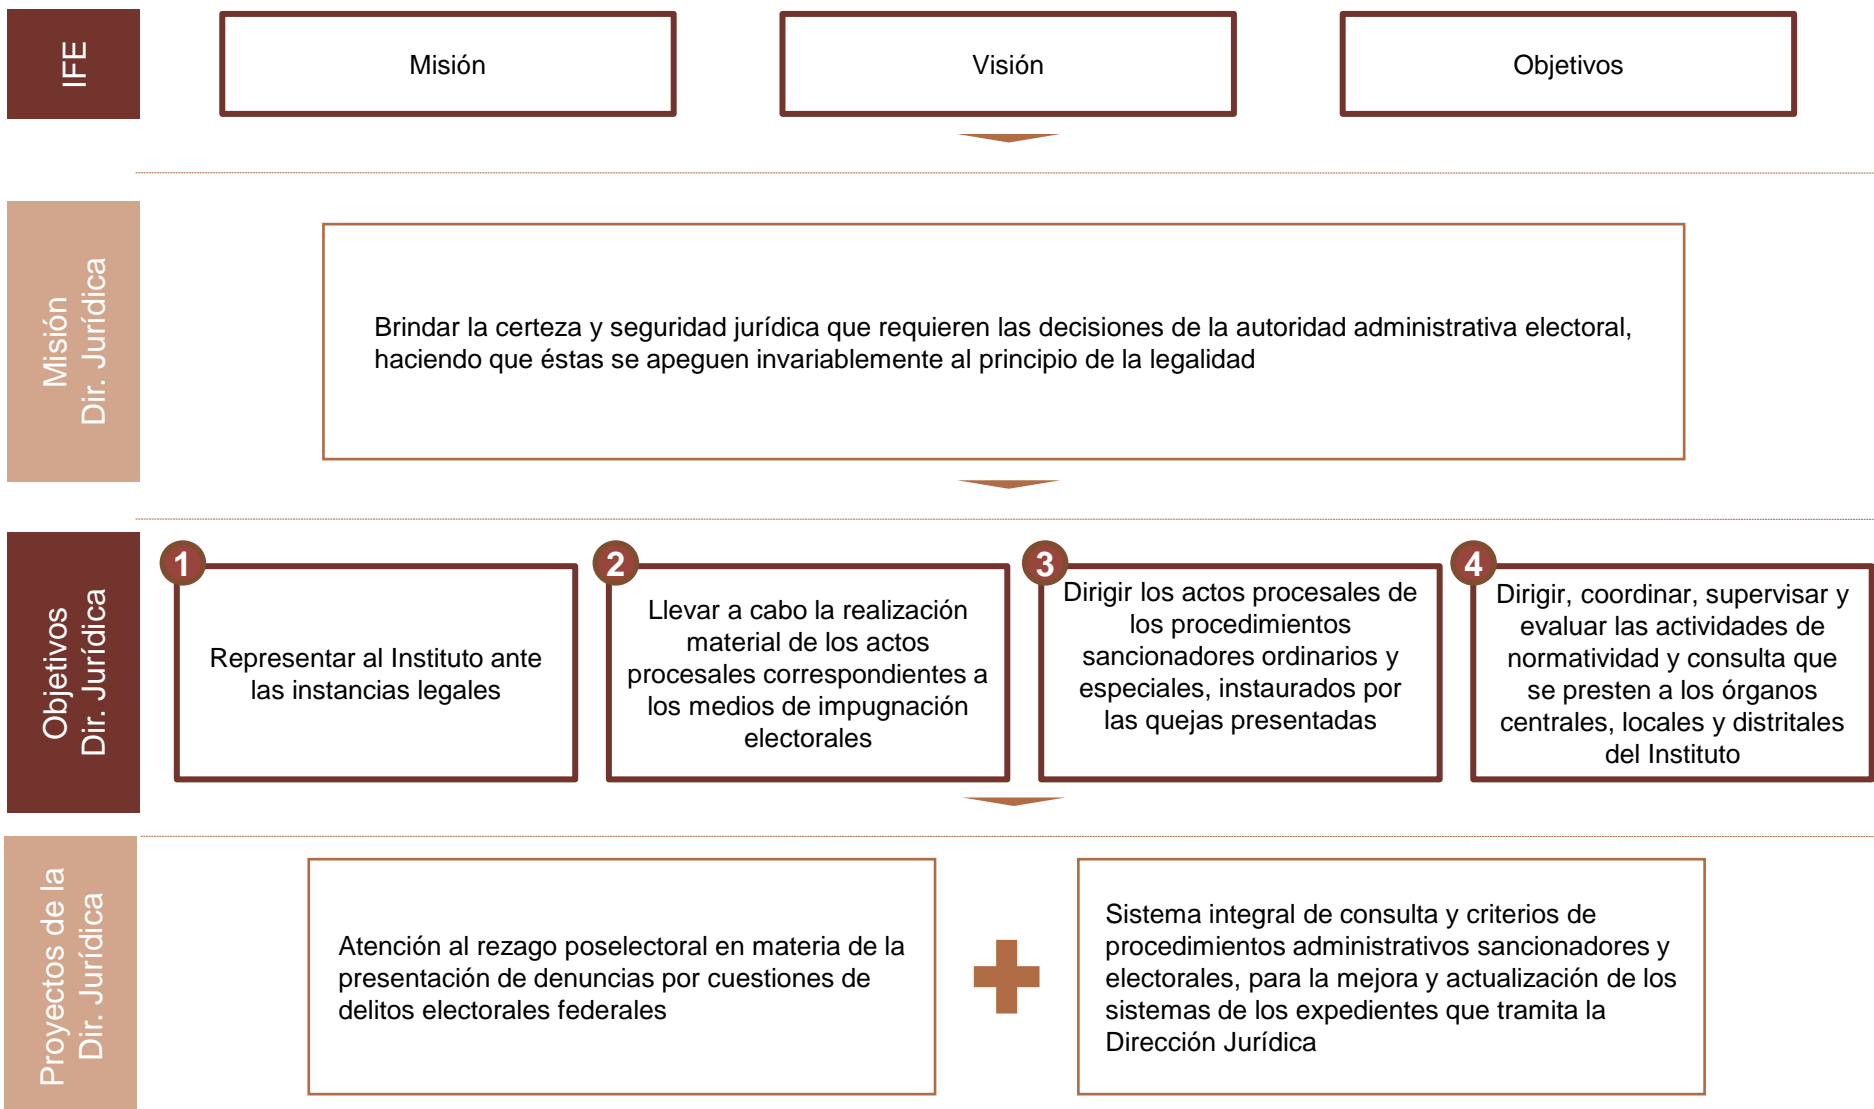 IFE
Misión
Visión
Objetivos
Misión
Dir. Jurídica
Brindar la certeza y seguridad jurídica que requieren las decisiones de la autoridad administrativa electoral,
haciendo que éstas se apeguen invariablemente al principio de la legalidad
Objetivos
Dir. Jurídica
1
Representar al Instituto ante
las instancias legales
2
Llevar a cabo la realización
material de los actos
procesales correspondientes a
los medios de impugnación
electorales
3
Dirigir los actos procesales de
los procedimientos
sancionadores ordinarios y
especiales, instaurados por
las quejas presentadas
4
Dirigir, coordinar, supervisar y
evaluar las actividades de
normatividad y consulta que
se presten a los órganos
centrales, locales y distritales
del Instituto
Proyectos de la
Dir. Jurídica
Atención al rezago poselectoral en materia de la
presentación de denuncias por cuestiones de
delitos electorales federales
Sistema integral de consulta y criterios de
procedimientos administrativos sancionadores y
electorales, para la mejora y actualización de los
sistemas de los expedientes que tramita la
Dirección Jurídica